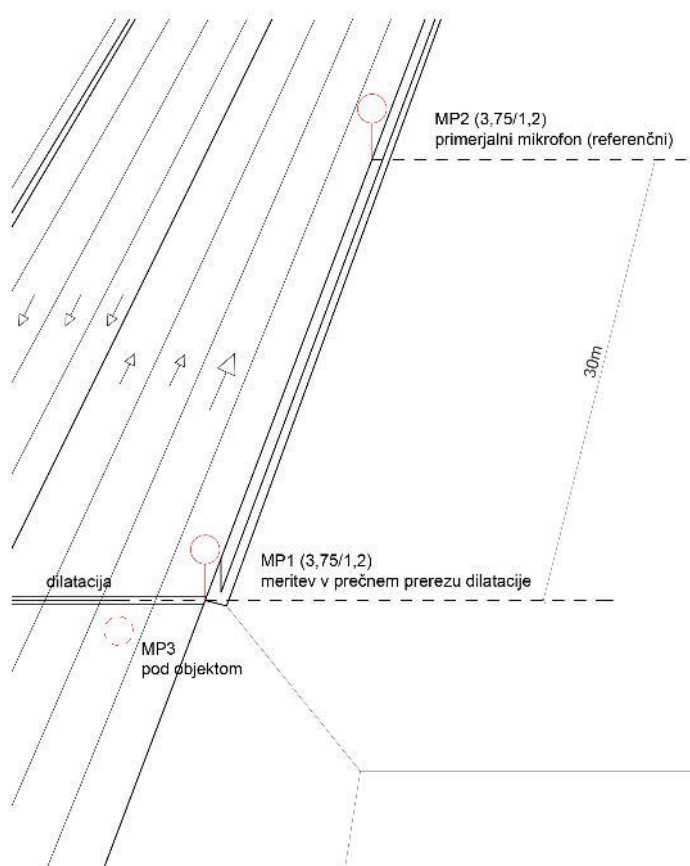 MP2 (3,75/1,2)
primerjalni mikrofon (referenčni)
30m
MP1 (3,75/1,2)
meritev v prečnem prerezu dilatacije
dilatacija
MP3
pod objektom